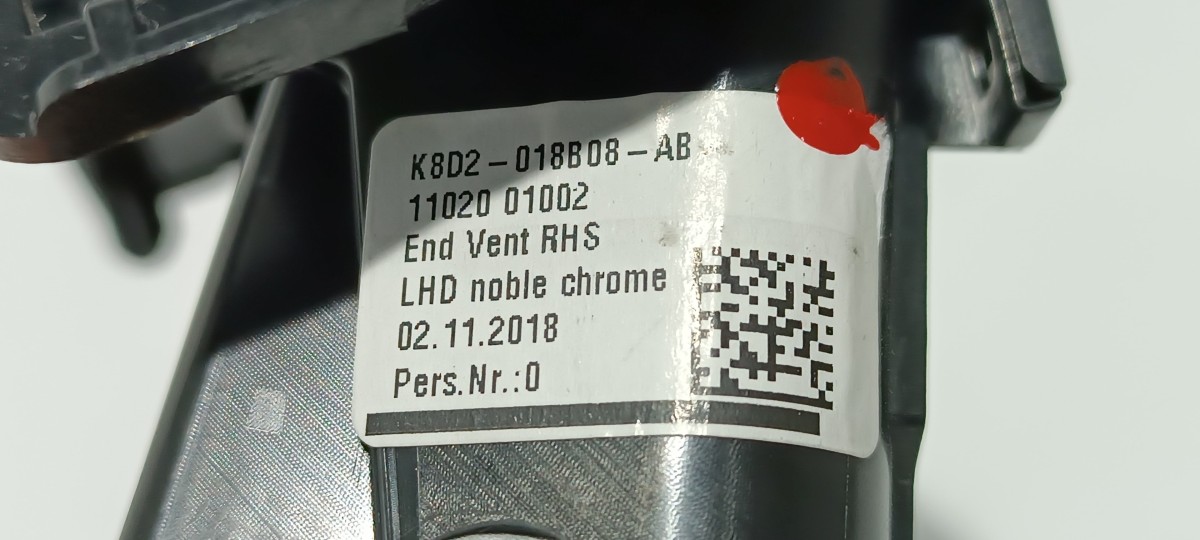 K8D2-018B08-AB
11020 01002
End Vent RHS
LHD noble chrome
02.11.2018
Pers.Nr.:0